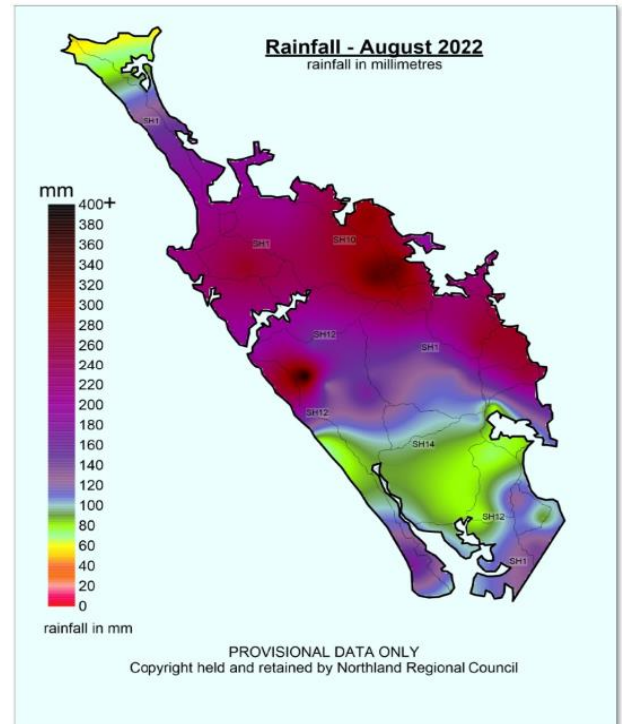 Rainfall - August 2022
rainfall in millimetres
SH1
mm
400+
380
360
340
320
300
280
260
240
220
200
180
160
140
120
100
80
60
40
20
0
SH1
SH10
SH12
SH1
SH12
SH14
SH12
SH1
rainfall in mm
PROVISIONAL DATA ONLY
Copyright held and retained by Northland Regional Council